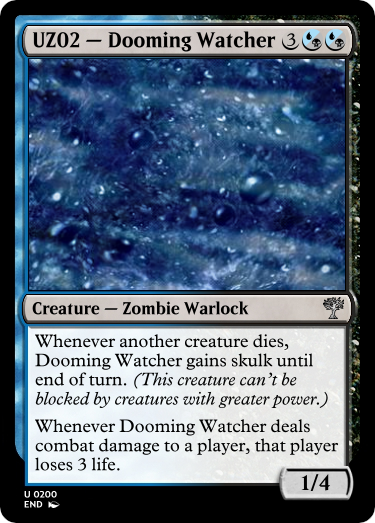 UZ02 — Dooming Watcher 3
Creature — Zombie Warlock
Whenever another creature dies,
Dooming Watcher gains skulk until
end of turn. (This creature can't be
blocked by creatures with greater power.)
Whenever Dooming Watcher deals
combat damage to a player, that player
loses 3 life.
1/4
U 0200
END